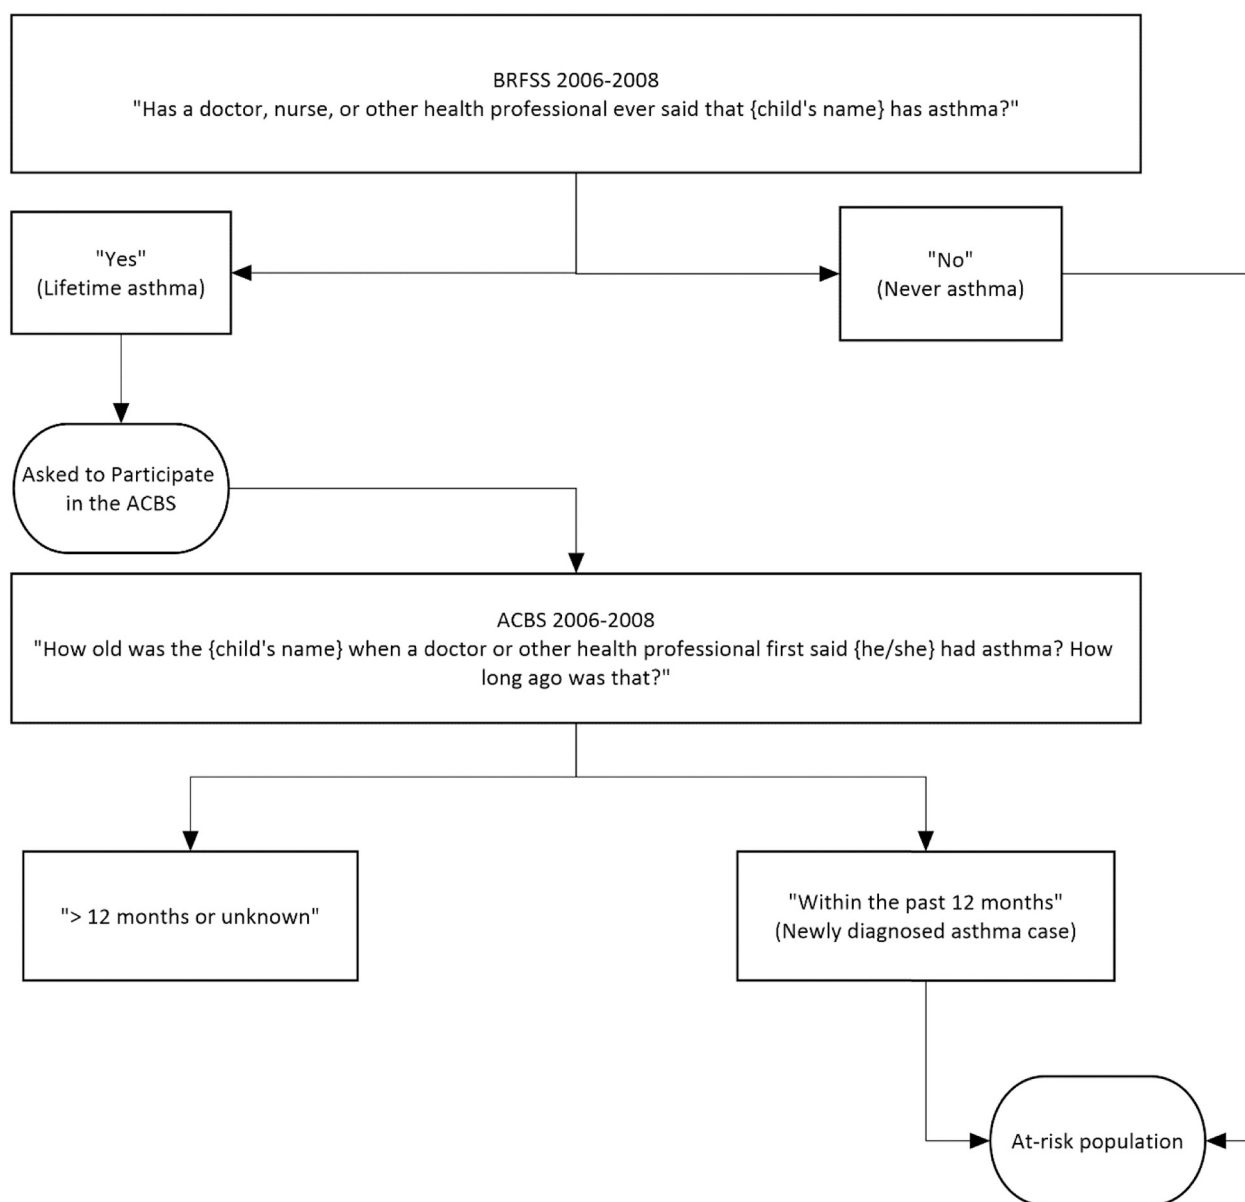 BRFSS 2006-2008
"Has a doctor, nurse, or other health professional ever said that {child's name} has asthma?"
"Yes"
(Lifetime asthma)
"No"
(Never asthma)
Asked to Participate
in the ACBS
ACBS 2006-2008
"How old was the {child's name} when a doctor or other health professional first said {he/she} had asthma? How
long ago was that?"
"> 12 months or unknown"
"Within the past 12 months"
(Newly diagnosed asthma case)
At-risk population